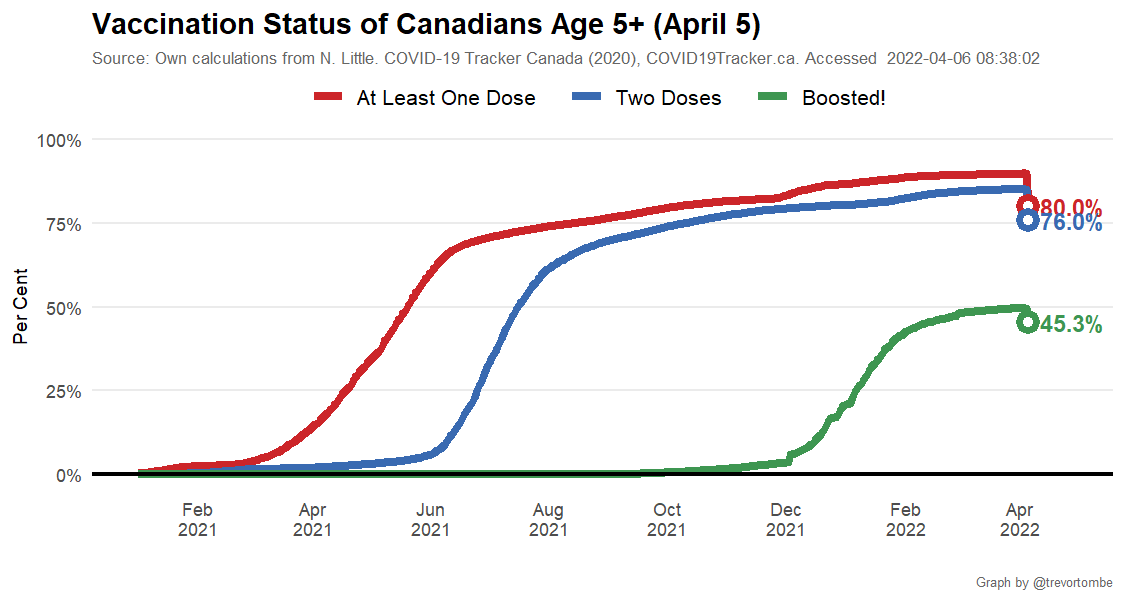 Vaccination Status of Canadians Age 5+ (April 5)
Source: Own calculations from N. Little. COVID-19 Tracker Canada (2020), COVID19Tracker.ca. Accessed  2022-04-06 08:38:02
At Least One Dose Two Doses Boosted!
Per Cent
100%
75%
50%
25%
0%
80.0%
76.0%
45.3%
Feb Apr Jun Aug Oct Dec Feb Apr
2021 2021 2021 2021 2021 2021 2022 2022
Graph by @trevortombe